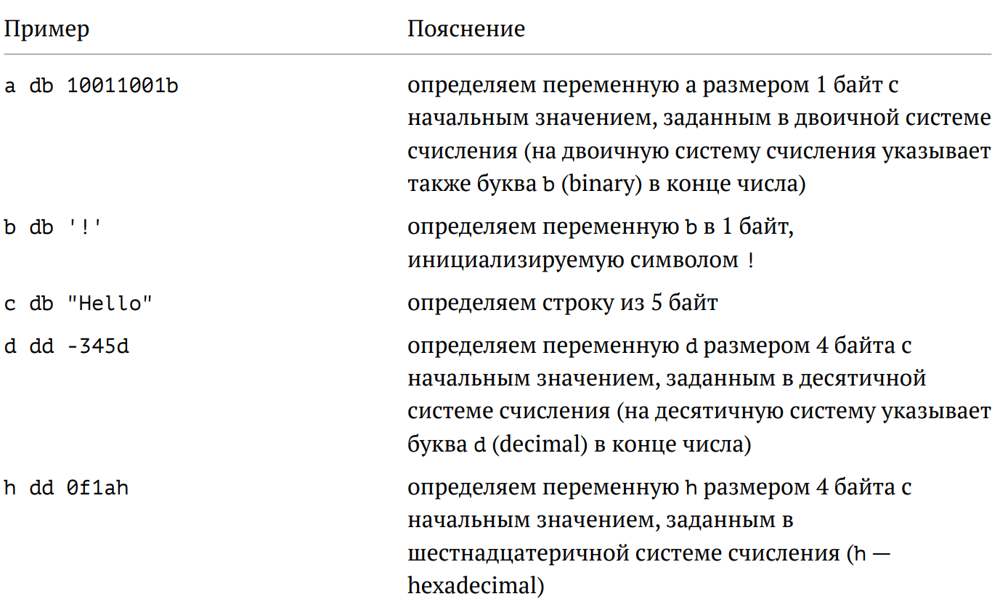 Пример Пояснение
a db 10011001b определяем переменную a размером 1 байт с
начальным значением, заданным в двоичной системе
счисления (на двоичную систему счисления указывает
также буква b (binary) в конце числа)
b db '!' определяем переменную b в 1 байт,
инициализируемую символом !
c db "Hello" определяем строку из 5 байт
d dd -345d определяем переменную d размером 4 байта с
начальным значением, заданным в десятичной
системе счисления (на десятичную систему указывает
буква d (decimal) в конце числа)
h dd 0f1ah определяем переменную h размером 4 байта с
начальным значением, заданным в
шестнадцатеричной системе счисления (h —
hexadecimal)